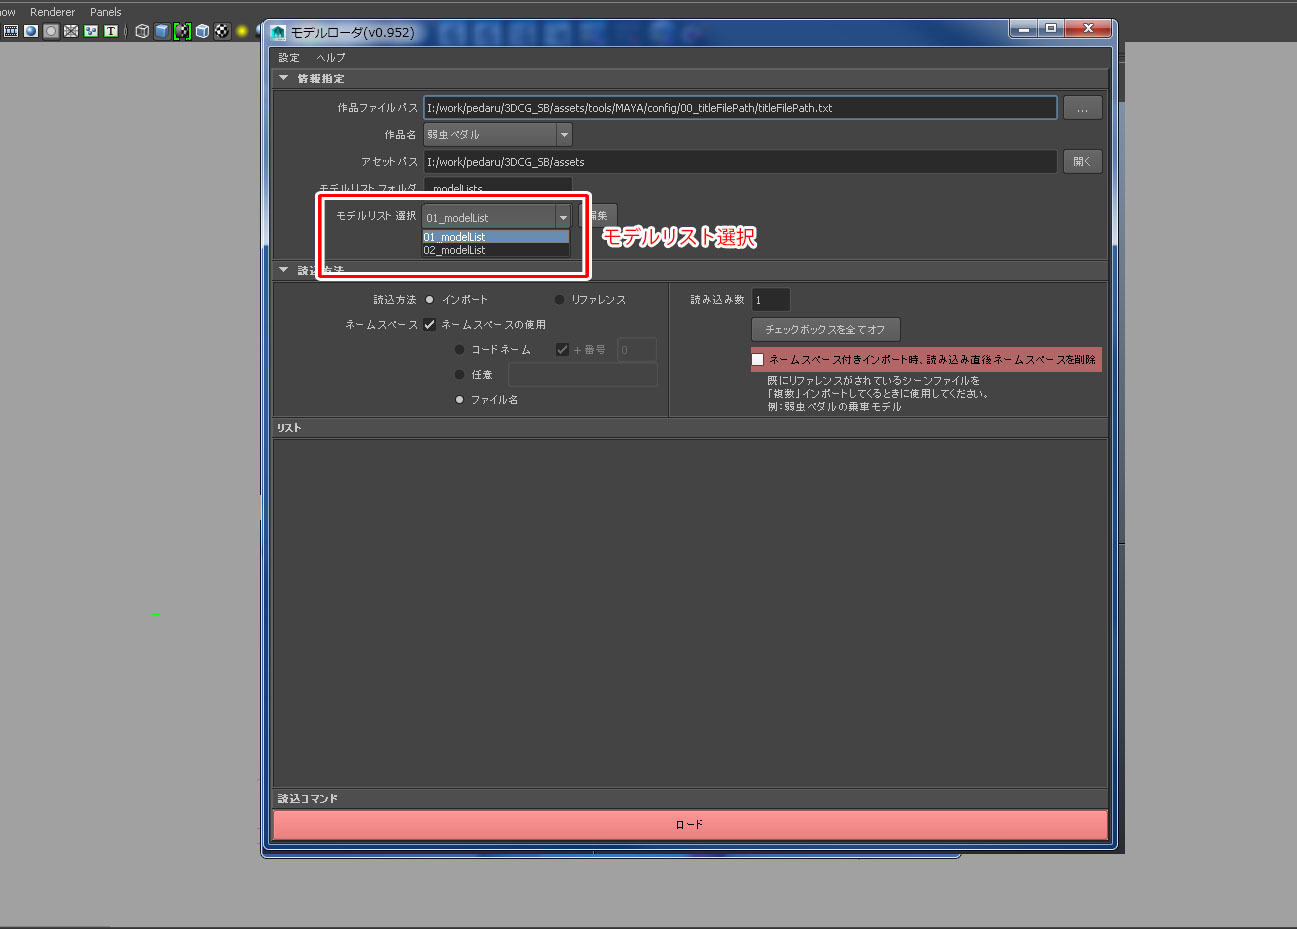 ow Renderer Panels
モデルローダ(v0.952)
設定 ヘルプ
情報指定
作品ファイルパス I:/work/pedaru/3DCG_SB/assets/tools/MAYA/config/00_titleFilePath/titleFilePath.txt ...
作品名 弱虫ペダル
アセットパス I:/work/pedaru/3DCG_SB/assets 開く
モデルリストフォルダ _modelLists
モデルリスト選択 01_modelList 編集
01_modelList
02_modelList
モデルリスト選択
読込方法
読込方法 インポート リファレンス 読み込み数 1
ネームスペース ネームスペースの使用
チェックボックスを全てオフ
コードネーム +番号 0
任意
ファイル名
ネームスペース付きインポート時、読み込み直後ネームスペースを削除
既にリファレンスがされているシーンファイルを
「複数」インポートしてくるときに使用してください。
例:弱虫ペダルの乗車モデル
リスト
読込コマンド
ロード